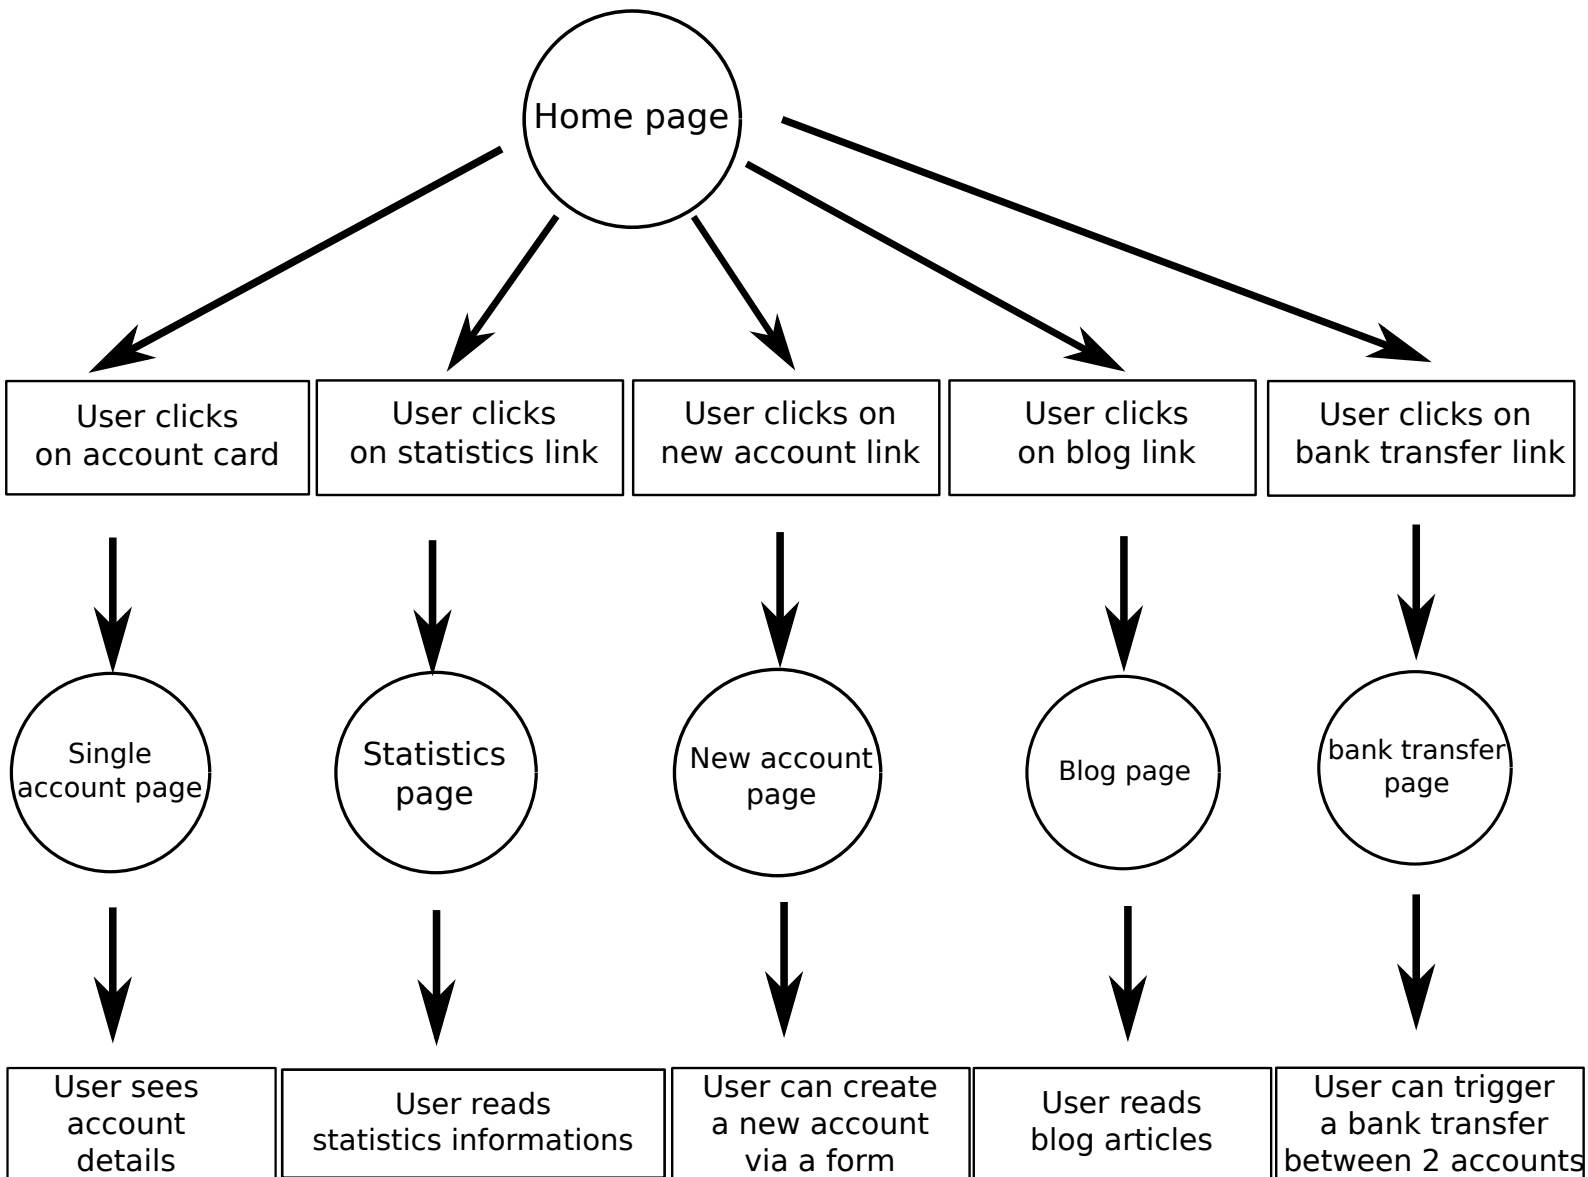 Home page
User clicks
on account card
User clicks
on statistics link
User clicks on
new account link
User clicks
on blog link
User clicks on
bank transfer link
Single
account page
Statistics
page
New account
page
Blog page
bank transfer
page
User sees
account
details
User reads
statistics informations
User can create
a new account
via a form
User reads
blog articles
User can trigger
a bank transfer
between 2 accounts